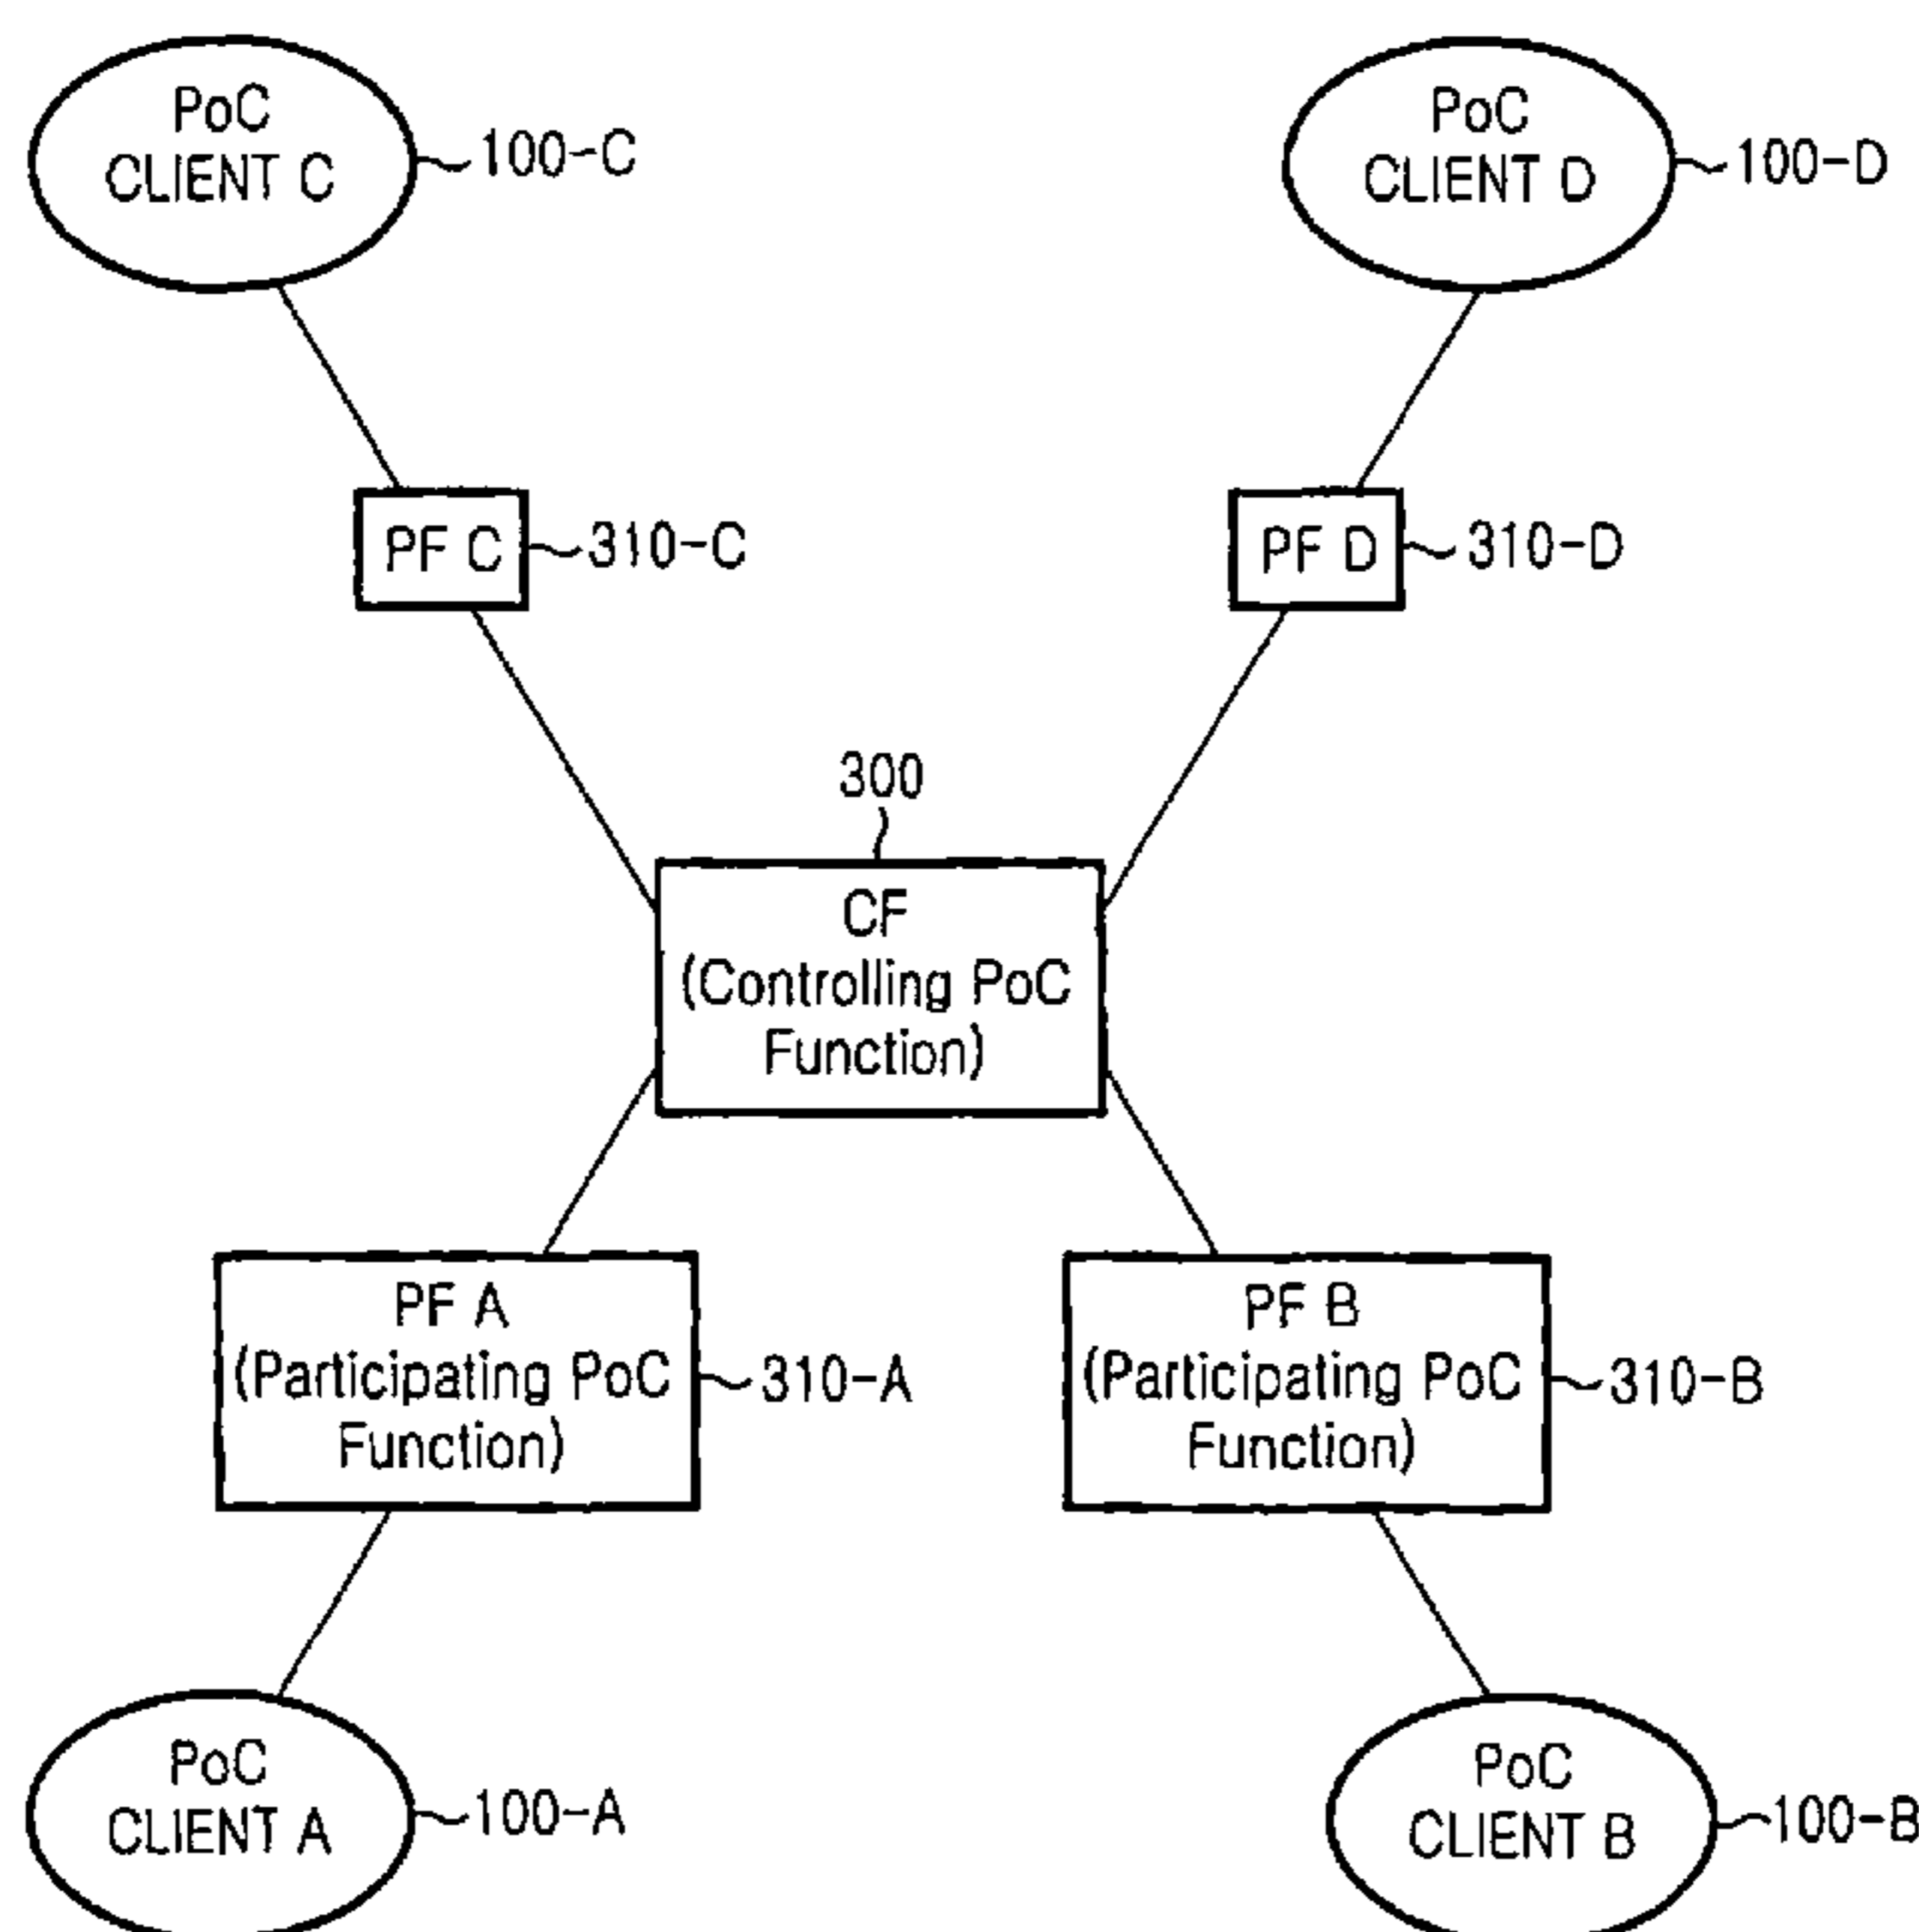 PoC
CLIENT C
100-C
PoC
CLIENT D
100-D
PF C
310-C
PF D
310-D
300
CF
(Controlling PoC
Function)
PF A
(Participating PoC
Function)
310-A
PF B
(Participating PoC
Function)
310-B
PoC
CLIENT A
100-A
PoC
CLIENT B
100-B